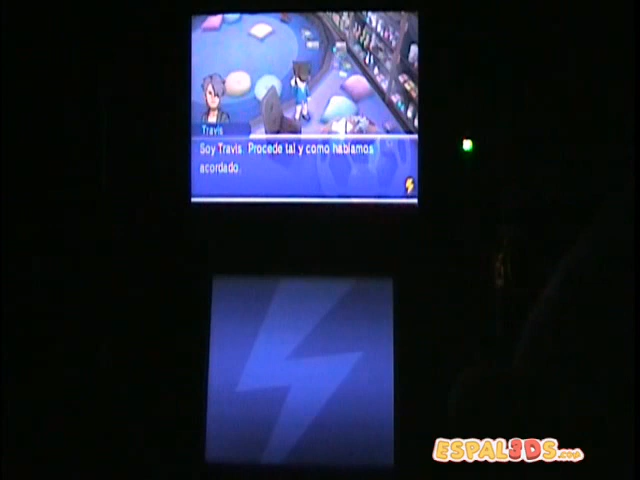 Travis
Soy Travis. Procede tal y como habíamos
acordado.
ESPAL3DS.com